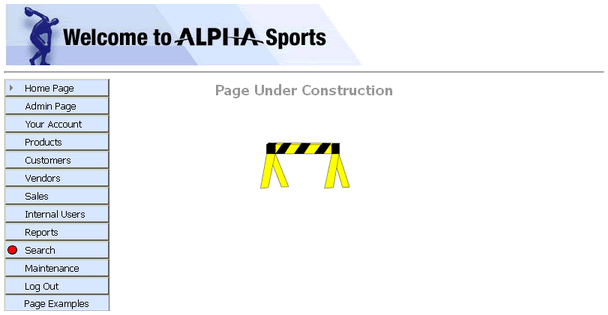 Welcome to ALPHA Sports
Page Under Construction
Home Page
Admin Page
Your Account
Products
Customers
Vendors
Sales
Internal Users
Reports
Search
Maintenance
Log Out
Page Examples